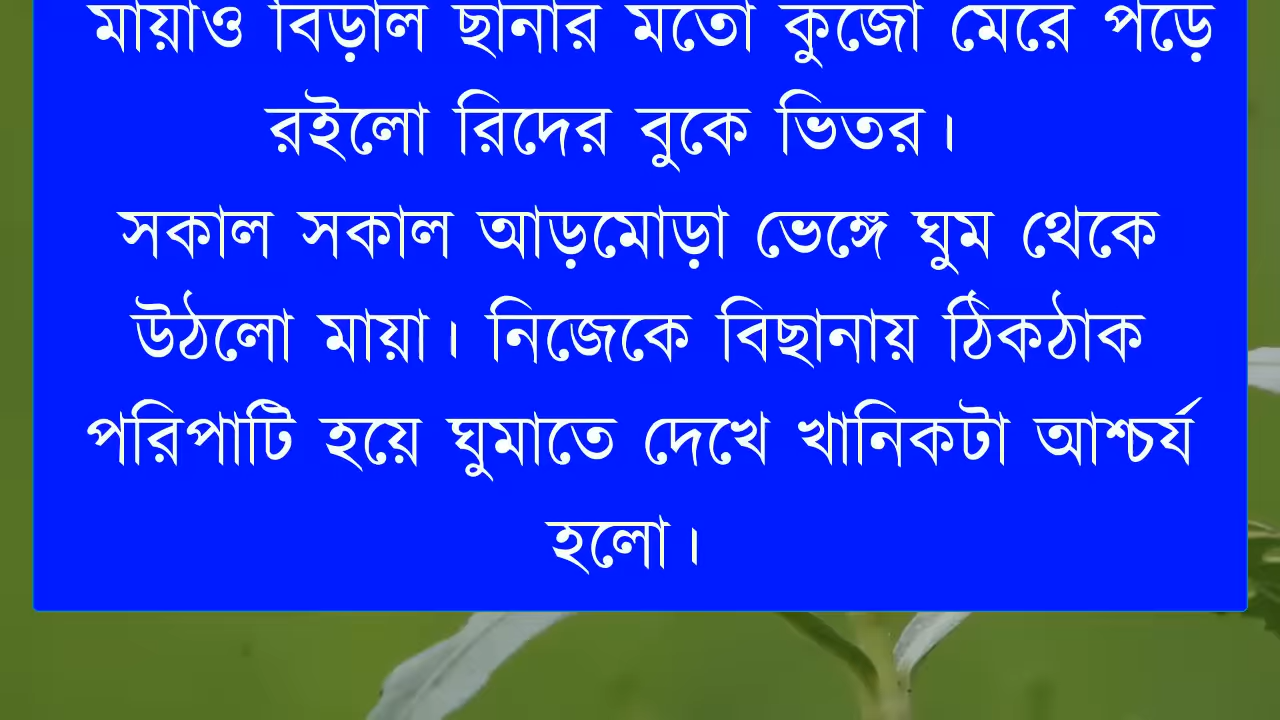 মায়াও বিড়াল ছানার মতো কুজো মেরে পড়ে
রইলো রিদের বুকে ভিতর।
সকাল সকাল আড়মোড়া ভেঙ্গে ঘুম থেকে
উঠলো মায়া। নিজেকে বিছানায় ঠিকঠাক
পরিপাটি হয়ে ঘুমাতে দেখে খানিকটা আশ্চর্য
হলো।